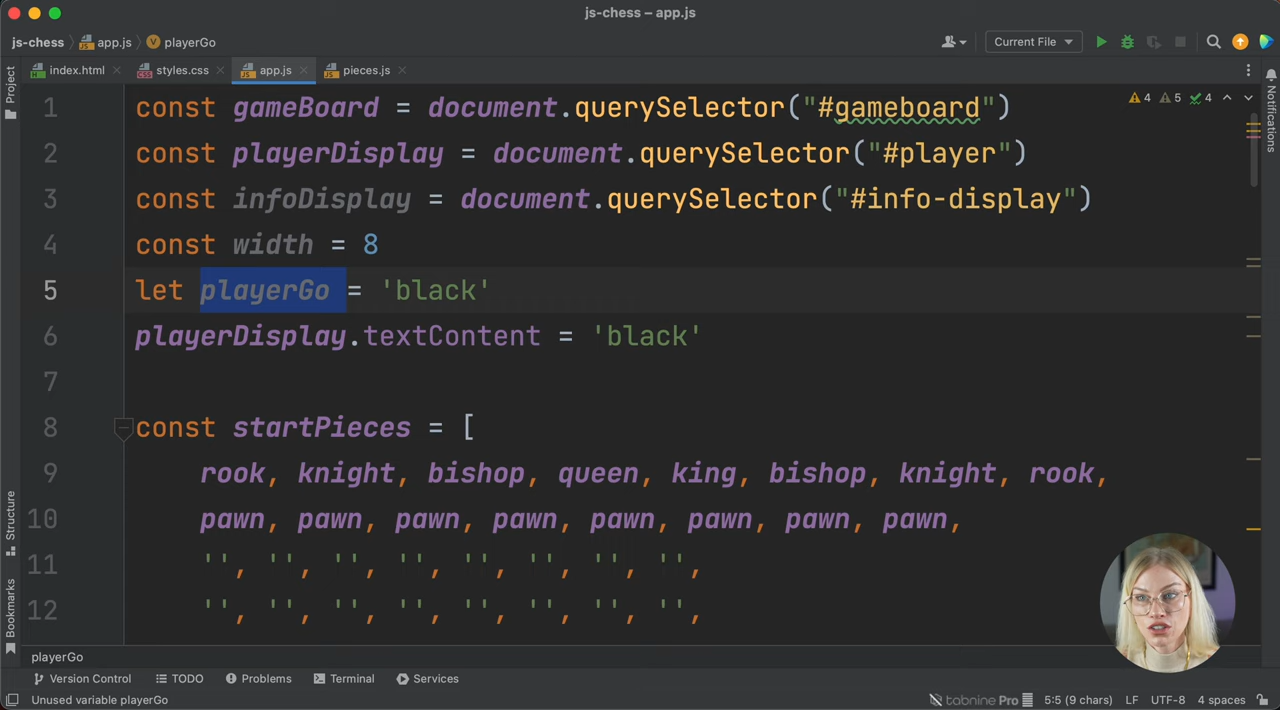 js-chess – app.js
js-chess app.js playerGo Current File
index.html styles.css app.js pieces.js
Project
Structure
Bookmarks
Notifications
4 5 4
1 const gameBoard = document.querySelector("#gameboard")
2 const playerDisplay = document.querySelector("#player")
3 const infoDisplay = document.querySelector("#info-display")
4 const width = 8
5 let playerGo = 'black'
6 playerDisplay.textContent = 'black'
7
8 const startPieces = [
9 rook, knight, bishop, queen, king, bishop, knight, rook,
10 pawn, pawn, pawn, pawn, pawn, pawn, pawn, pawn,
11 '', '', '', '', '', '', '', '',
12 '', '', '', '', '', '', '', '',
playerGo
Version Control TODO Problems Terminal Services
Unused variable playerGo tabnine Pro 5:5 (9 chars) LF UTF-8 4 spaces